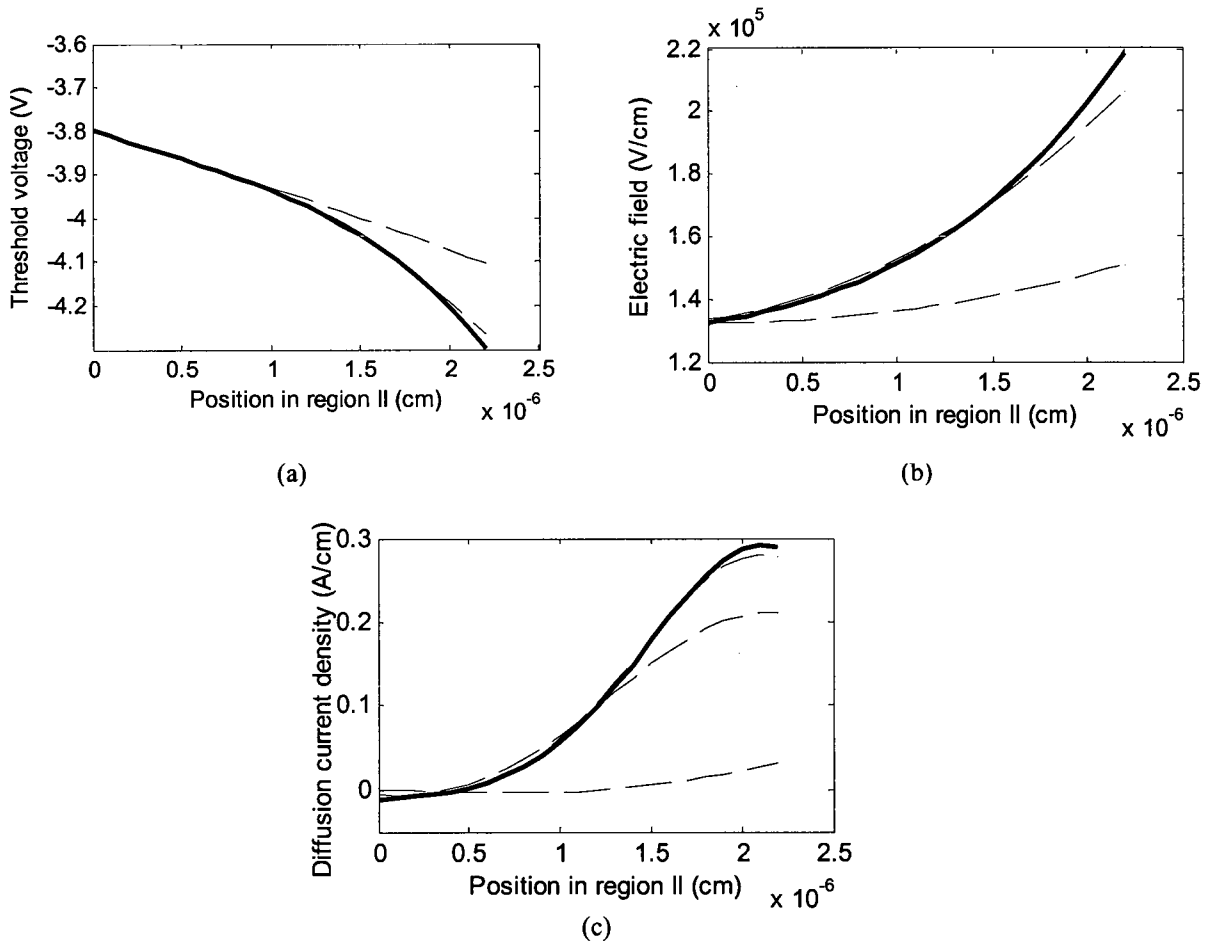 -3.6
-3.7
-3.8
-3.9
-4
-4.1
-4.2
Threshold voltage (V)
0 0.5 1 1.5 2 2.5
Position in region II (cm)
x 10-6
(a)
x 10^5
2.2
2
1.8
1.6
1.4
1.2
Electric field (V/cm)
0 0.5 1 1.5 2 2.5
Position in region II (cm)
x 10-6
(b)
0.3
0.2
0.1
0
Diffusion current density (A/cm)
0 0.5 1 1.5 2 2.5
Position in region II (cm)
x 10-6
(c)